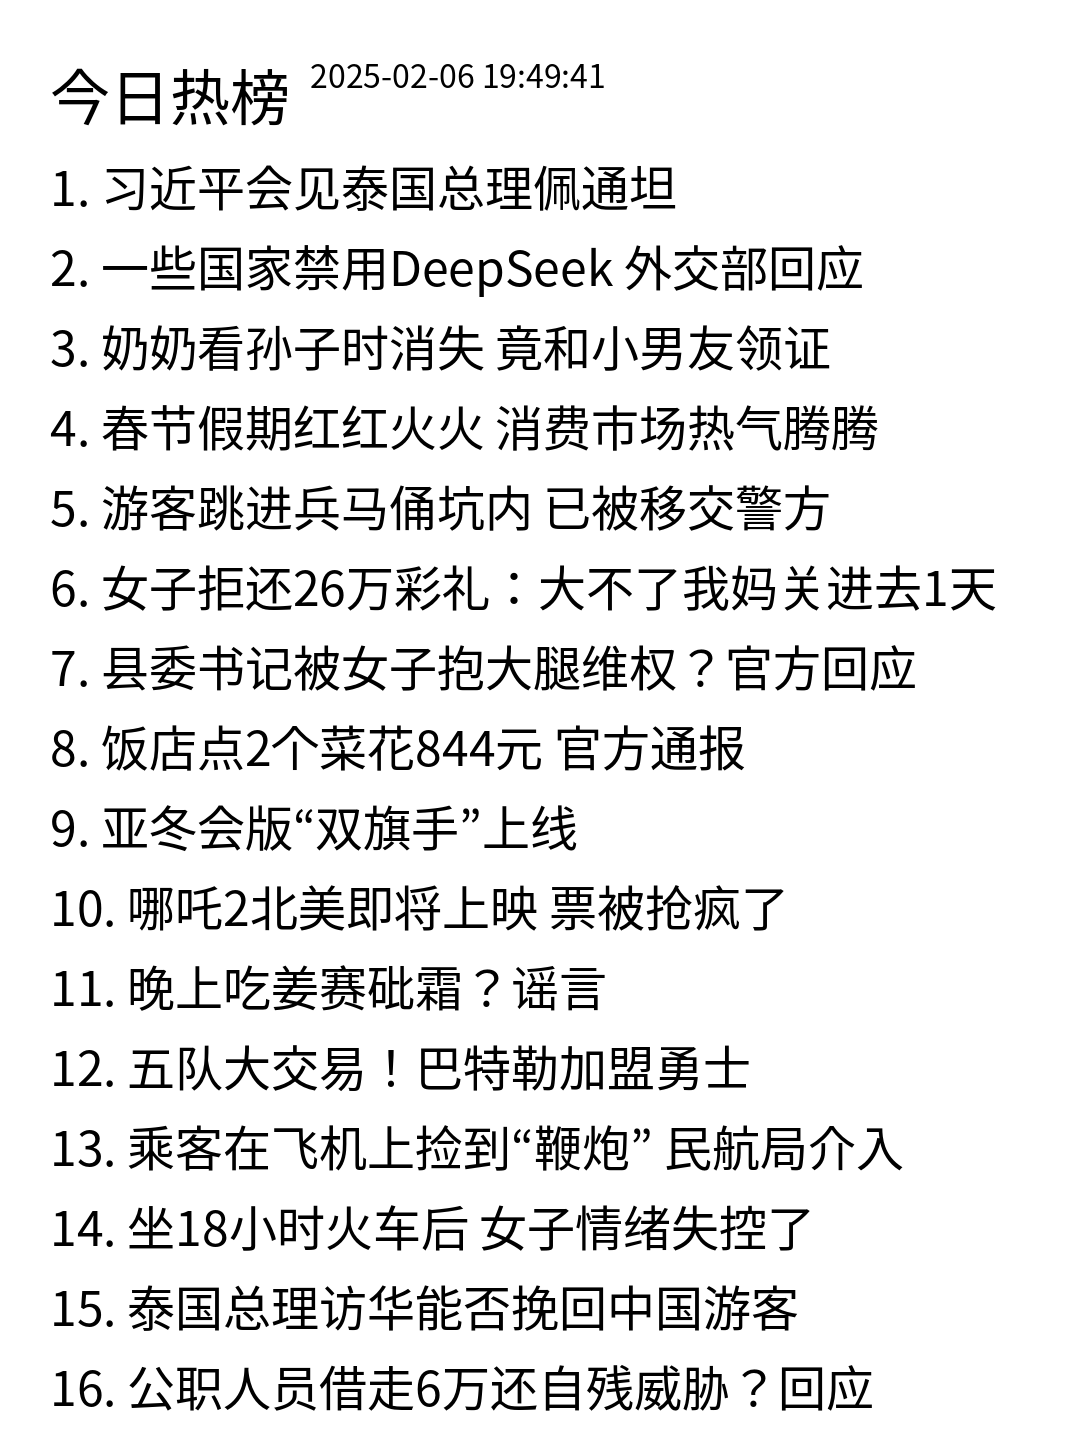 今日热榜 2025-02-06 19:49:41
1. 习近平会见泰国总理佩通坦
2. 一些国家禁用DeepSeek 外交部回应
3. 奶奶看孙子时消失 竟和小男友领证
4. 春节假期红红火火 消费市场热气腾腾
5. 游客跳进兵马俑坑内 已被移交警方
6. 女子拒还26万彩礼：大不了我妈关进去1天
7. 县委书记被女子抱大腿维权？官方回应
8. 饭店点2个菜花844元 官方通报
9. 亚冬会版“双旗手”上线
10. 哪吒2北美即将上映 票被抢疯了
11. 晚上吃姜赛砒霜？谣言
12. 五队大交易！巴特勒加盟勇士
13. 乘客在飞机上捡到“鞭炮” 民航局介入
14. 坐18小时火车后 女子情绪失控了
15. 泰国总理访华能否挽回中国游客
16. 公职人员借走6万还自残威胁？回应